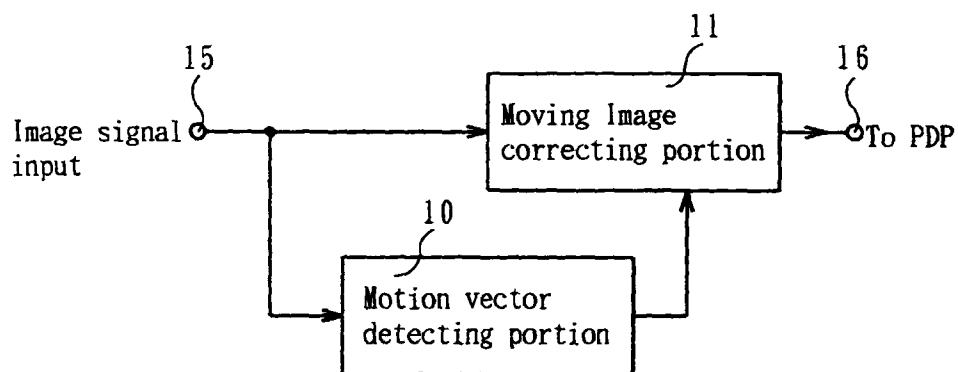 11
15
16
Image signal
input
Moving Image
correcting portion
To PDP
10
Motion vector
detecting portion